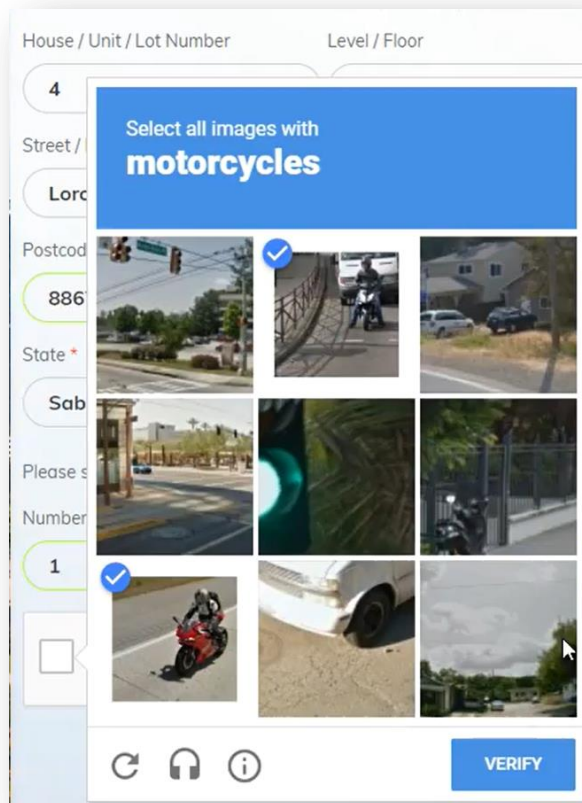 House / Unit / Lot Number
Level / Floor
4
Select all images with
motorcycles
Street /
Lorc
Postcod
886
State *
Sab
Please s
Number
1
VERIFY